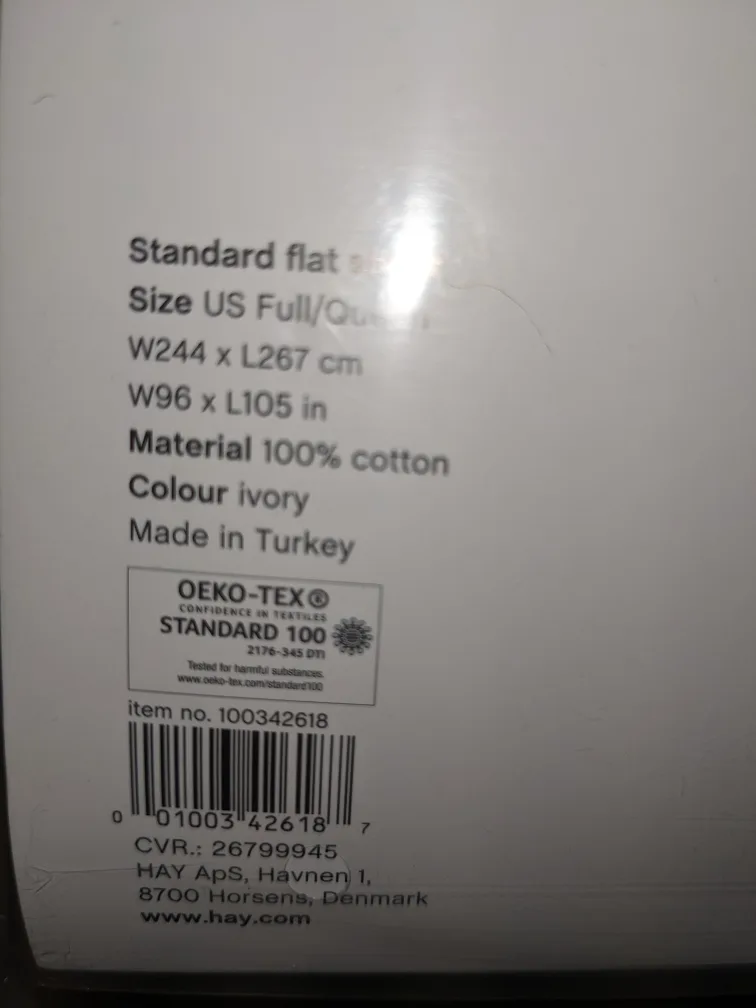 Standard flat
Size US Full/Queen
W244 x L267 cm
W96 x L105 in
Material 100% cotton
Colour ivory
Made in Turkey
OEKO-TEX®
CONFIDENCE IN TEXTILES
STANDARD 100
2176-345 DTI
Tested for harmful substances.
www.oeko-tex.com/standard100
item no. 100342618
0 01003 42618 7
CVR.: 26799945
HAY ApS, Havnen 1,
8700 Horsens, Denmark
www.hay.com